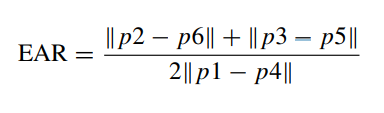 EAR = ‖p2 − p6‖ + ‖p3 − p5‖ / 2‖p1 − p4‖